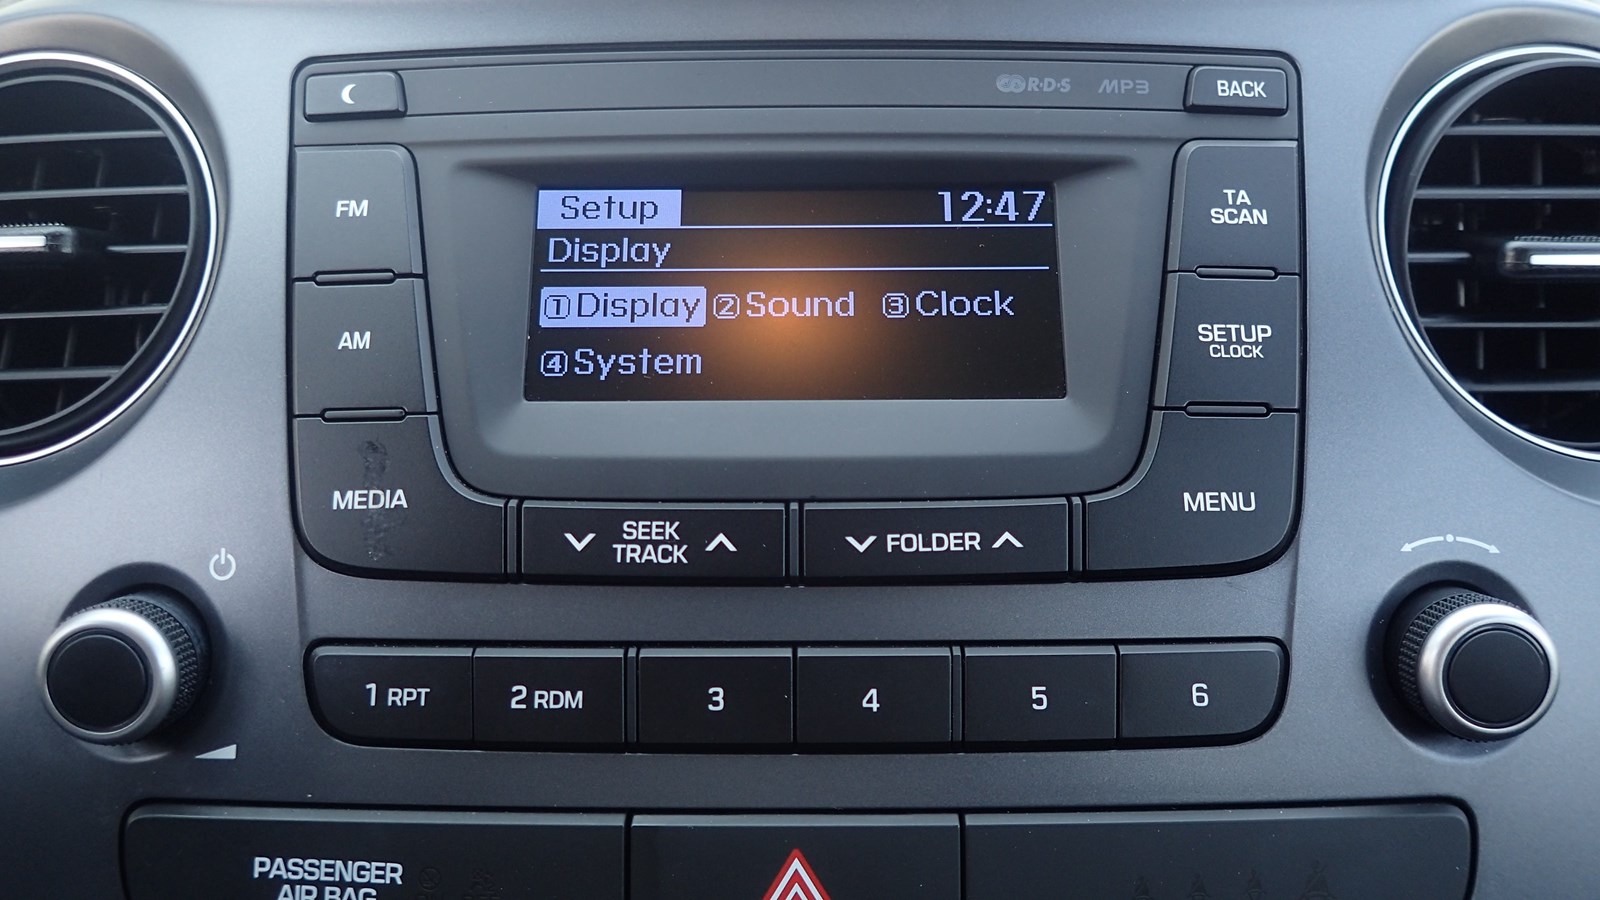 R·D·S MP3 BACK
FM
AM
MEDIA
Setup 12:47
Display
①Display ②Sound ③Clock
④System
TA
SCAN
SETUP
CLOCK
MENU
SEEK
TRACK
FOLDER
1 RPT
2 RDM
3
4
5
6
PASSENGER
AIR BAG